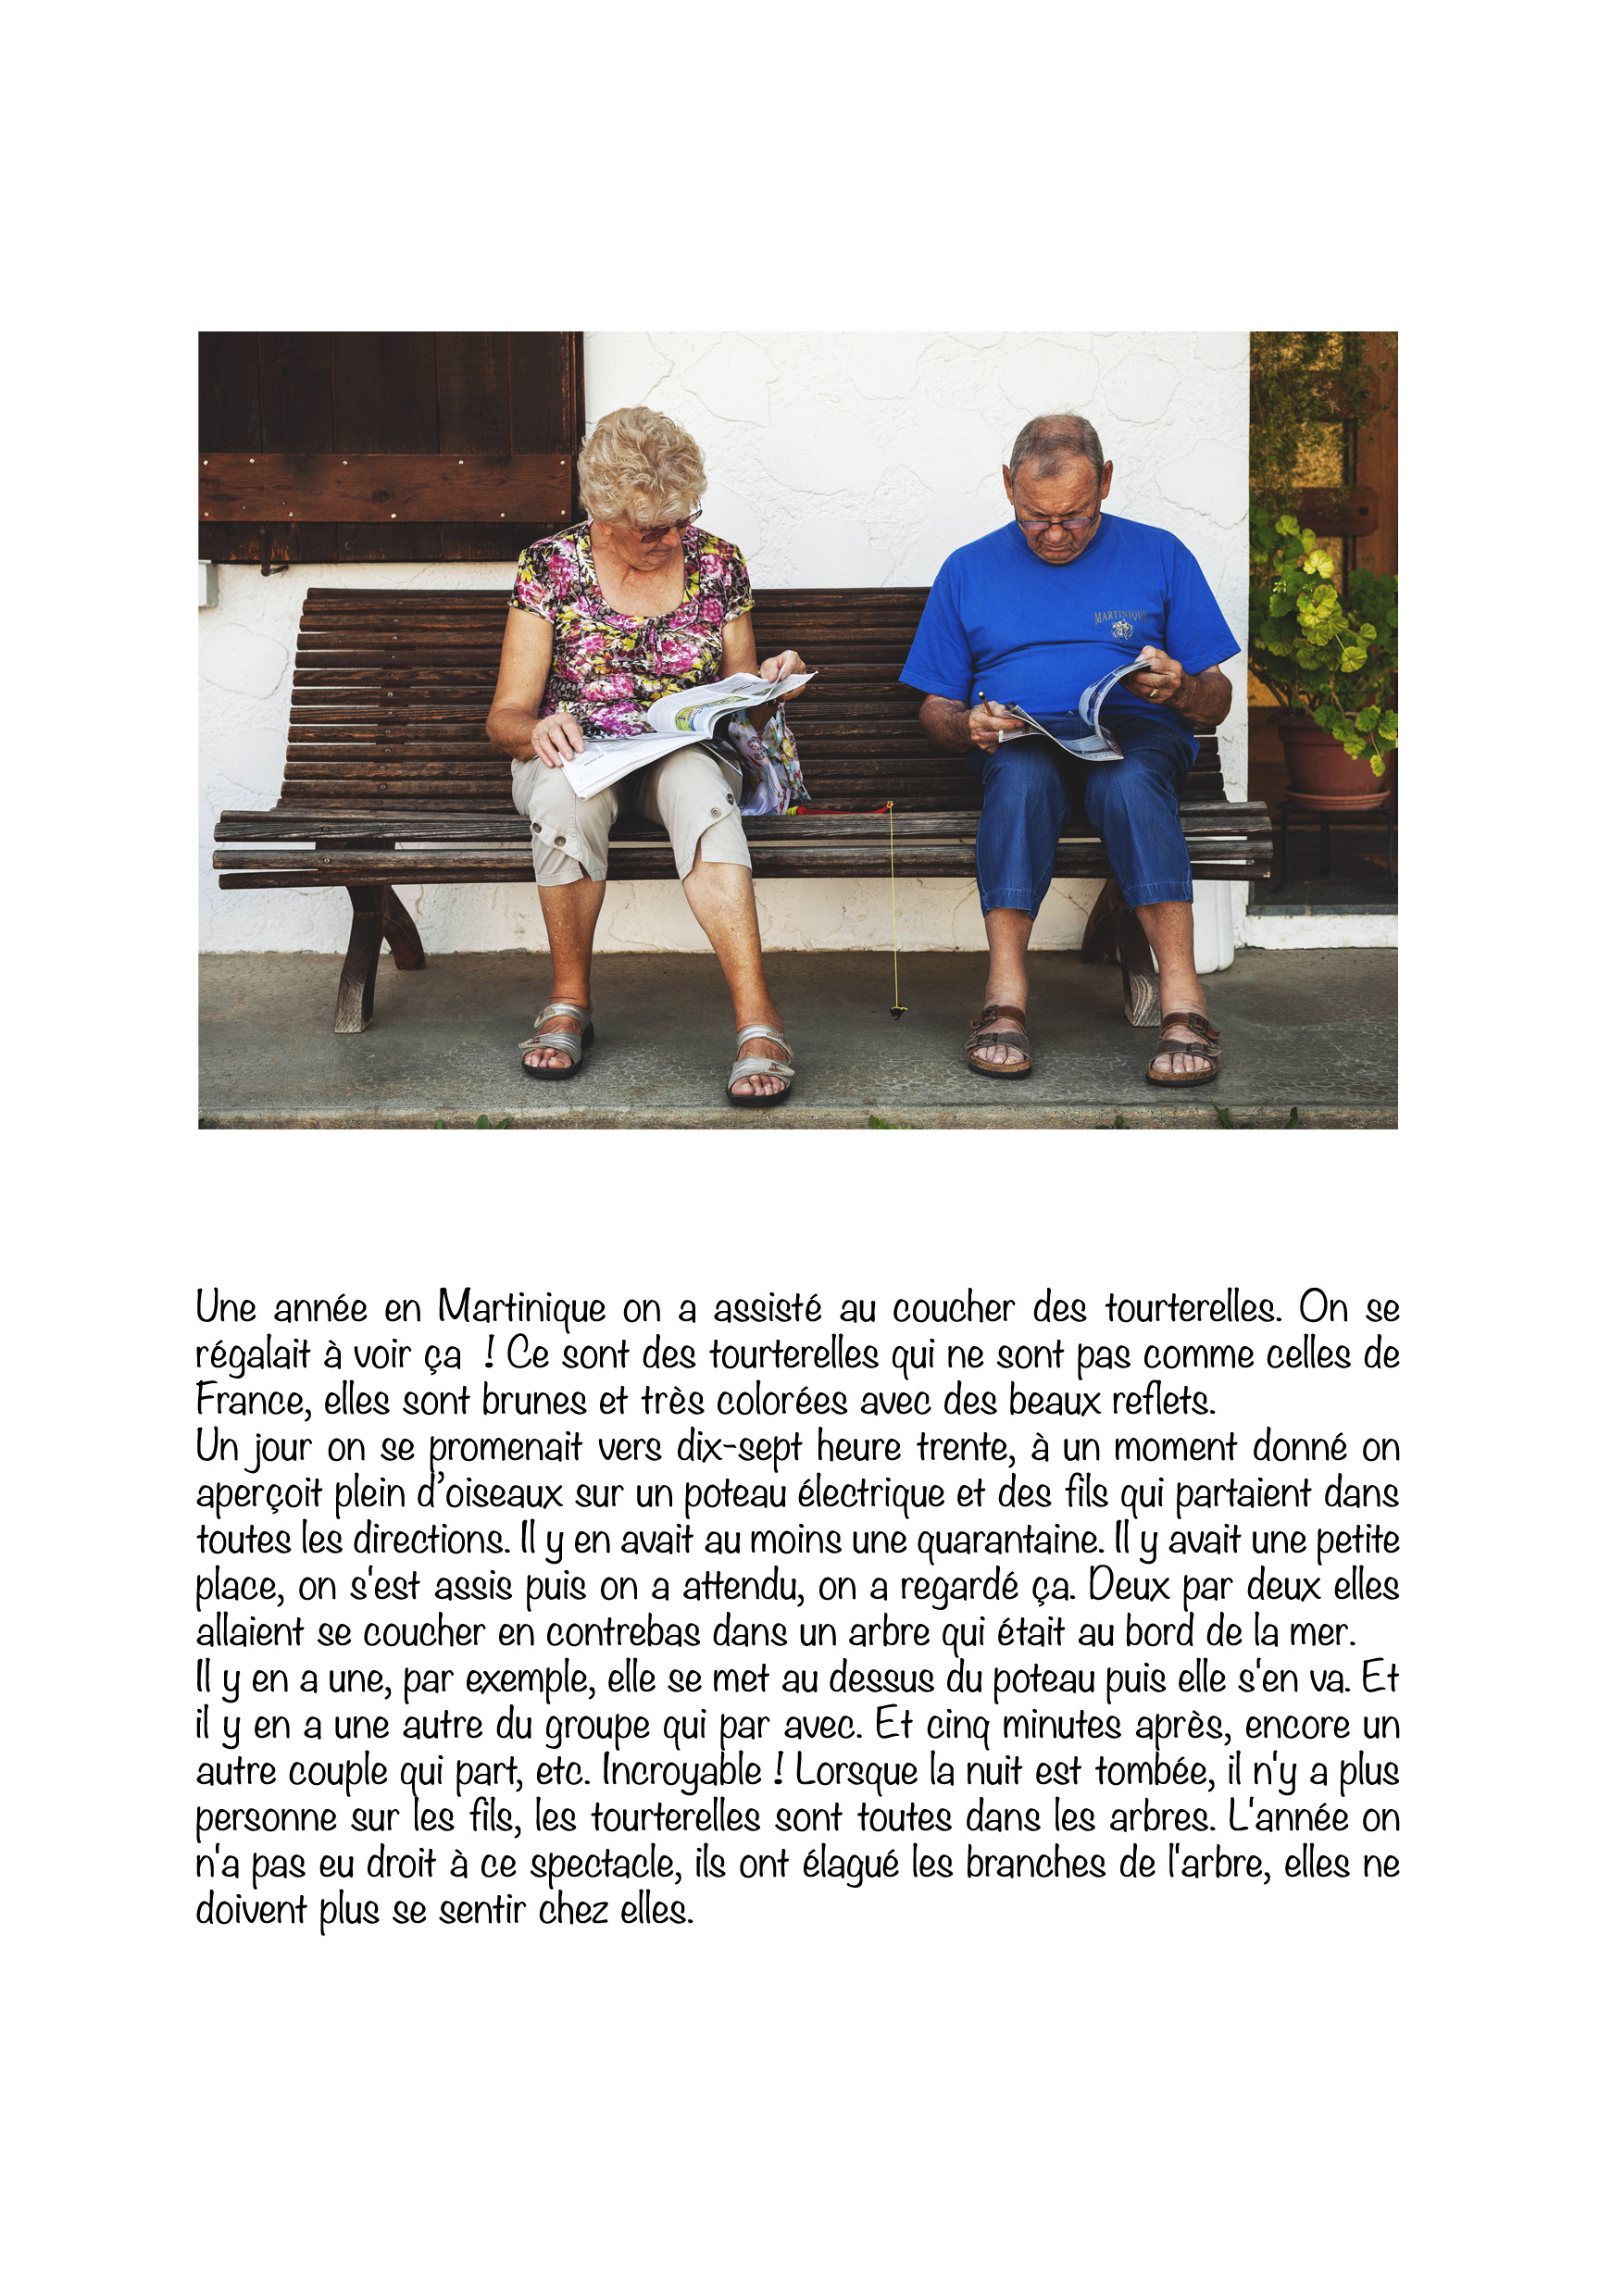 MARTINIQUE
Une année en Martinique on a assisté au coucher des tourterelles. On se
régalait à voir ça  ! Ce sont des tourterelles qui ne sont pas comme celles de
France, elles sont brunes et très colorées avec des beaux reflets.
Un jour on se promenait vers dix-sept heure trente, à un moment donné on
aperçoit plein d’oiseaux sur un poteau électrique et des fils qui partaient dans
toutes les directions. Il y en avait au moins une quarantaine. Il y avait une petite
place, on s'est assis puis on a attendu, on a regardé ça. Deux par deux elles
allaient se coucher en contrebas dans un arbre qui était au bord de la mer.
Il y en a une, par exemple, elle se met au dessus du poteau puis elle s'en va. Et
il y en a une autre du groupe qui par avec. Et cinq minutes après, encore un
autre couple qui part, etc. Incroyable ! Lorsque la nuit est tombée, il n'y a plus
personne sur les fils, les tourterelles sont toutes dans les arbres. L'année on
n'a pas eu droit à ce spectacle, ils ont élagué les branches de l'arbre, elles ne
doivent plus se sentir chez elles.